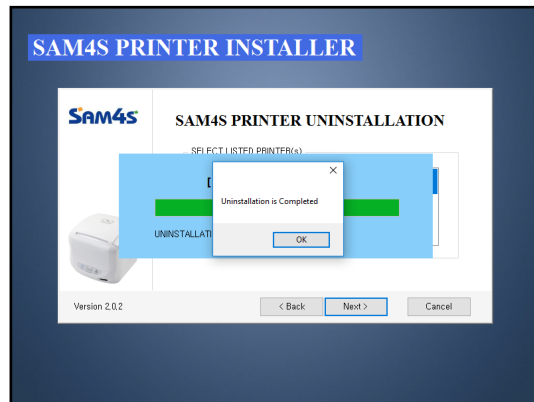 SAM4S PRINTER INSTALLER
SAM4S
SAM4S PRINTER UNINSTALLATION
SELECT LISTED PRINTER(s)
[
Uninstallation is Completed
UNINSTALLATI
OK
Version 2,0,2
< Back
Next >
Cancel